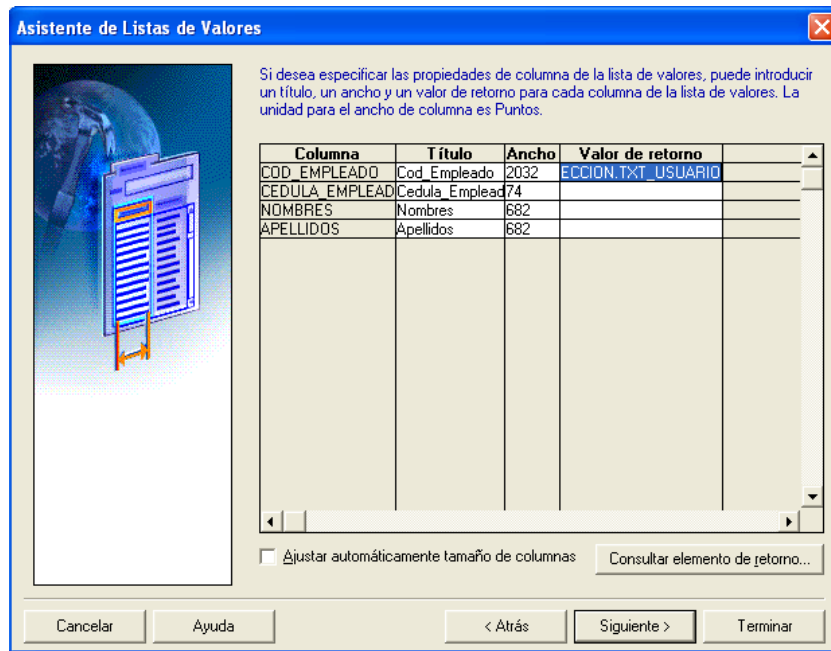 Asistente de Listas de Valores
Si desea especificar las propiedades de columna de la lista de valores, puede introducir
un título, un ancho y un valor de retorno para cada columna de la lista de valores. La
unidad para el ancho de columna es Puntos.
Columna Título Ancho Valor de retorno
COD_EMPLEADO Cod_Empleado 2032 ECCION.TXT_USUARIO
CEDULA_EMPLEAD Cedula_Emplead 74
NOMBRES Nombres 682
APELLIDOS Apellidos 682
Ajustar automáticamente tamaño de columnas Consultar elemento de retorno...
Cancelar Ayuda < Atrás Siguiente > Terminar